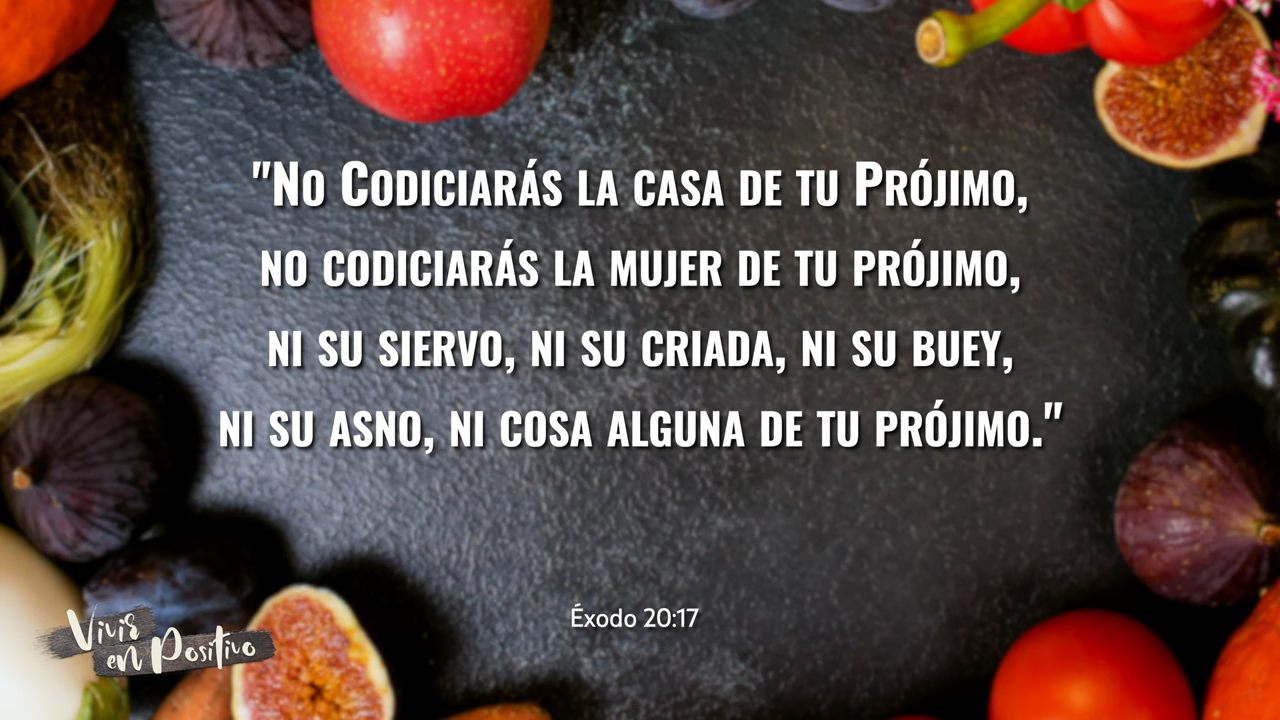 "No Codiciarás la casa de tu Prójimo,
no codiciarás la mujer de tu prójimo,
ni su siervo, ni su criada, ni su buey,
ni su asno, ni cosa alguna de tu prójimo."
Éxodo 20:17
Vivir
en Positivo